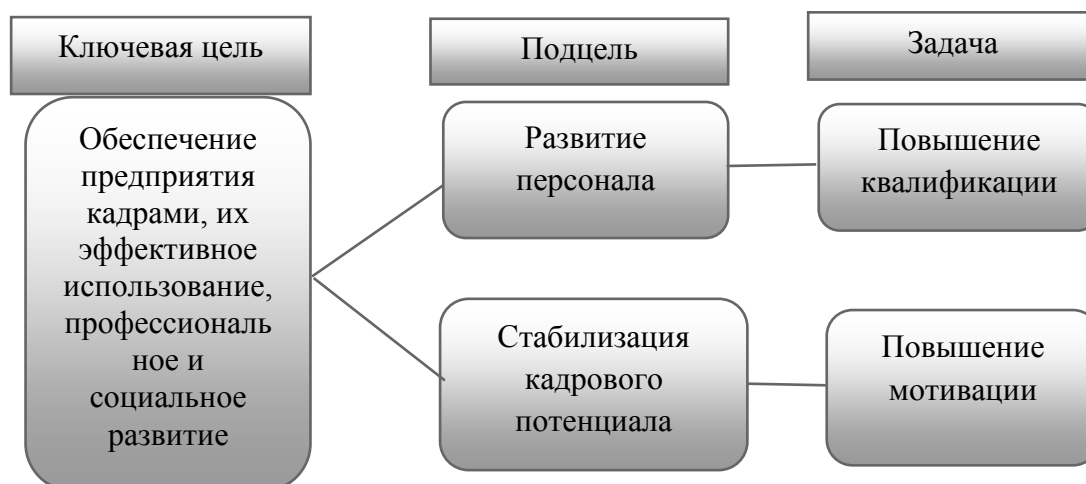 Ключевая цель
Подцель
Задача
Обеспечение
предприятия
кадрами, их
эффективное
использование,
профессиональ
ное и
социальное
развитие
Развитие
персонала
Повышение
квалификации
Стабилизация
кадрового
потенциала
Повышение
мотивации